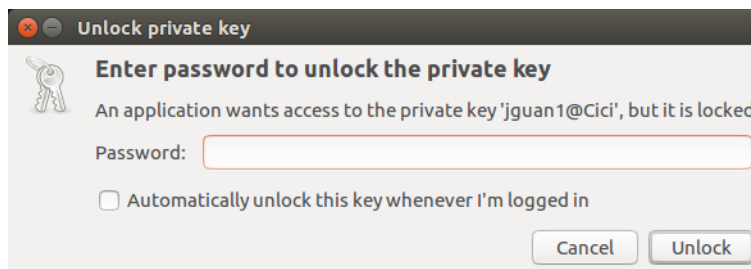 Unlock private key
Enter password to unlock the private key
An application wants access to the private key 'jguan1@Cici', but it is locked
Password:
Automatically unlock this key whenever I'm logged in
Cancel Unlock